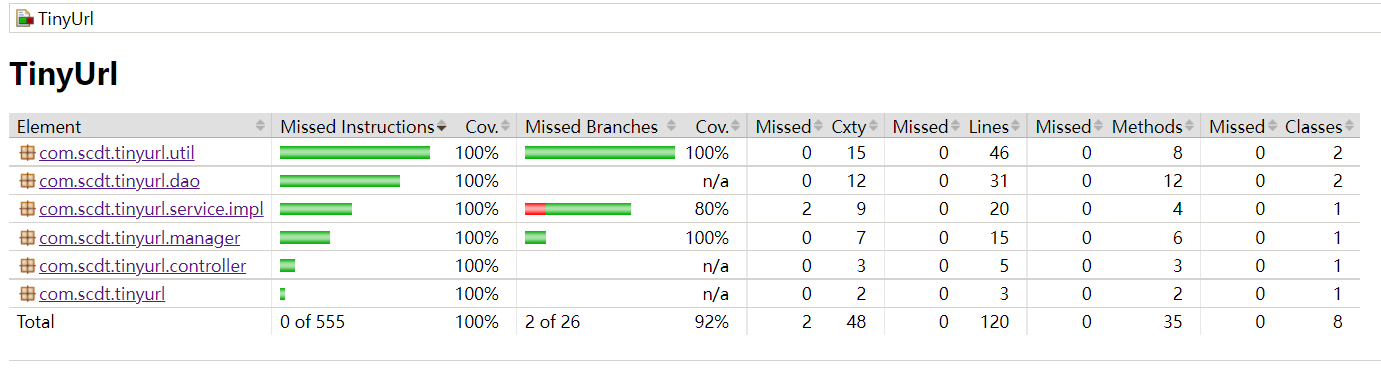 TinyUrl
TinyUrl
Element Missed Instructions Cov. Missed Branches Cov. Missed Cxty Missed Lines Missed Methods Missed Classes
com.scdt.tinyurl.util 100% 100% 0 15 0 46 0 8 0 2
com.scdt.tinyurl.dao 100% n/a 0 12 0 31 0 12 0 2
com.scdt.tinyurl.service.impl 100% 80% 2 9 0 20 0 4 0 1
com.scdt.tinyurl.manager 100% 100% 0 7 0 15 0 6 0 1
com.scdt.tinyurl.controller 100% n/a 0 3 0 5 0 3 0 1
com.scdt.tinyurl 100% n/a 0 2 0 3 0 2 0 1
Total 0 of 555 100% 2 of 26 92% 2 48 0 120 0 35 0 8